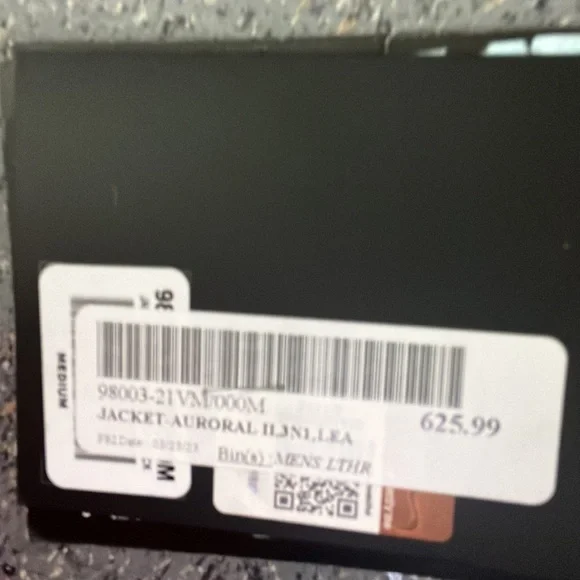 98003-21VM/000M
JACKET-AURORAL II,3N1,LEA
625.99
Bin(s) :MENS LTHR
MEDIUM